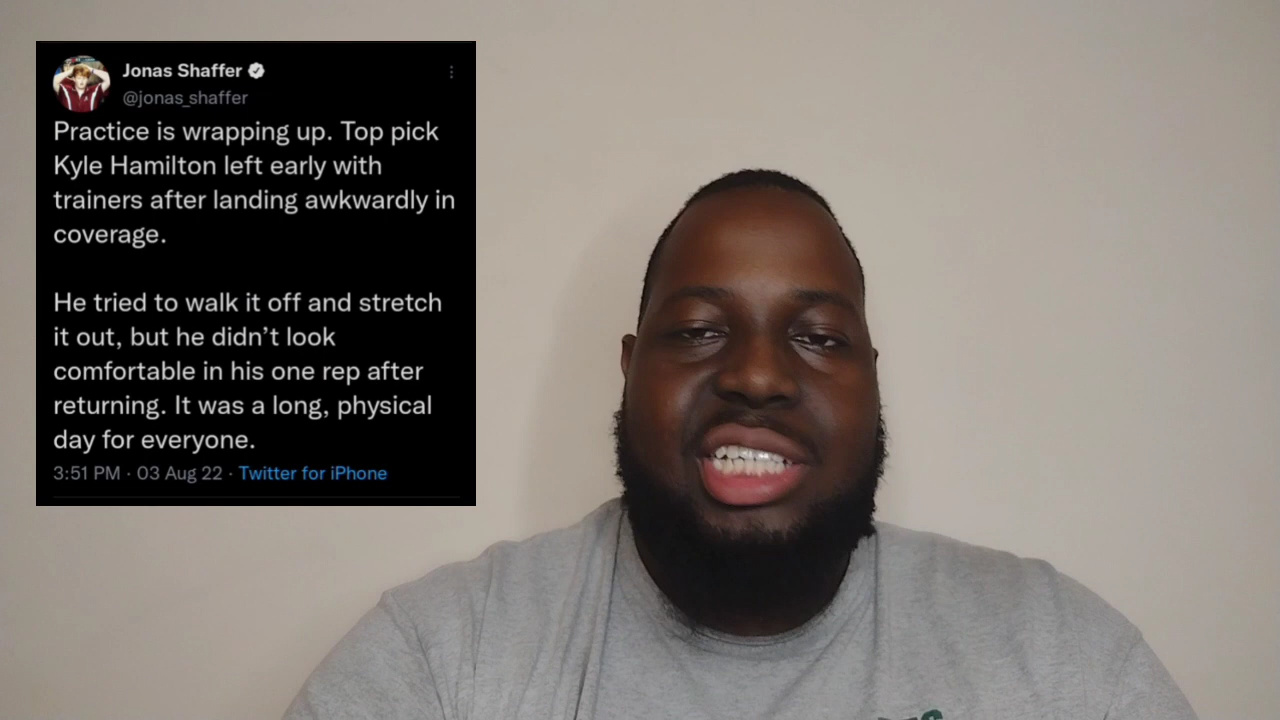 Jonas Shaffer
@jonas_shaffer
Practice is wrapping up. Top pick
Kyle Hamilton left early with
trainers after landing awkwardly in
coverage.
He tried to walk it off and stretch
it out, but he didn’t look
comfortable in his one rep after
returning. It was a long, physical
day for everyone.
3:51 PM · 03 Aug 22 · Twitter for iPhone